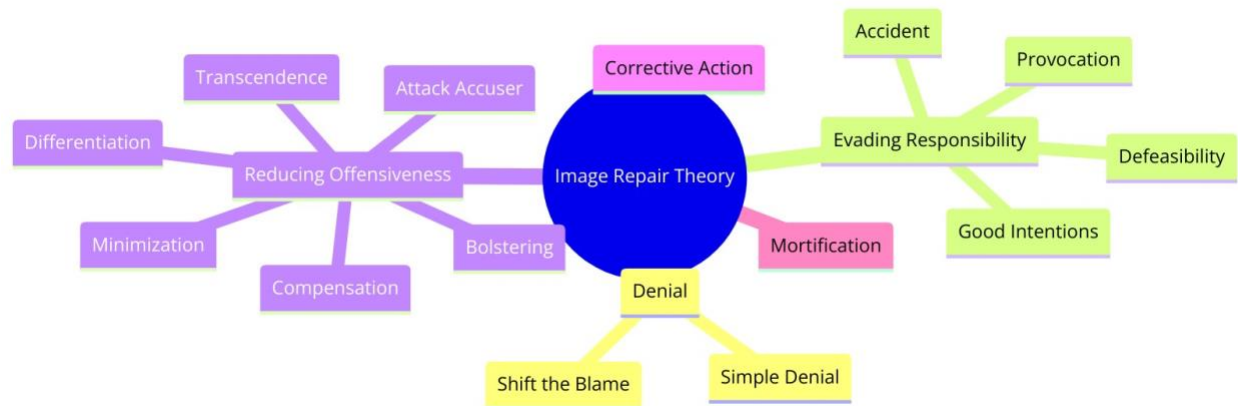 Accident
Provocation
Corrective Action
Transcendence
Attack Accuser
Differentiation
Evading Responsibility
Defeasibility
Reducing Offensiveness
Image Repair Theory
Good Intentions
Minimization
Bolstering
Mortification
Compensation
Denial
Shift the Blame
Simple Denial